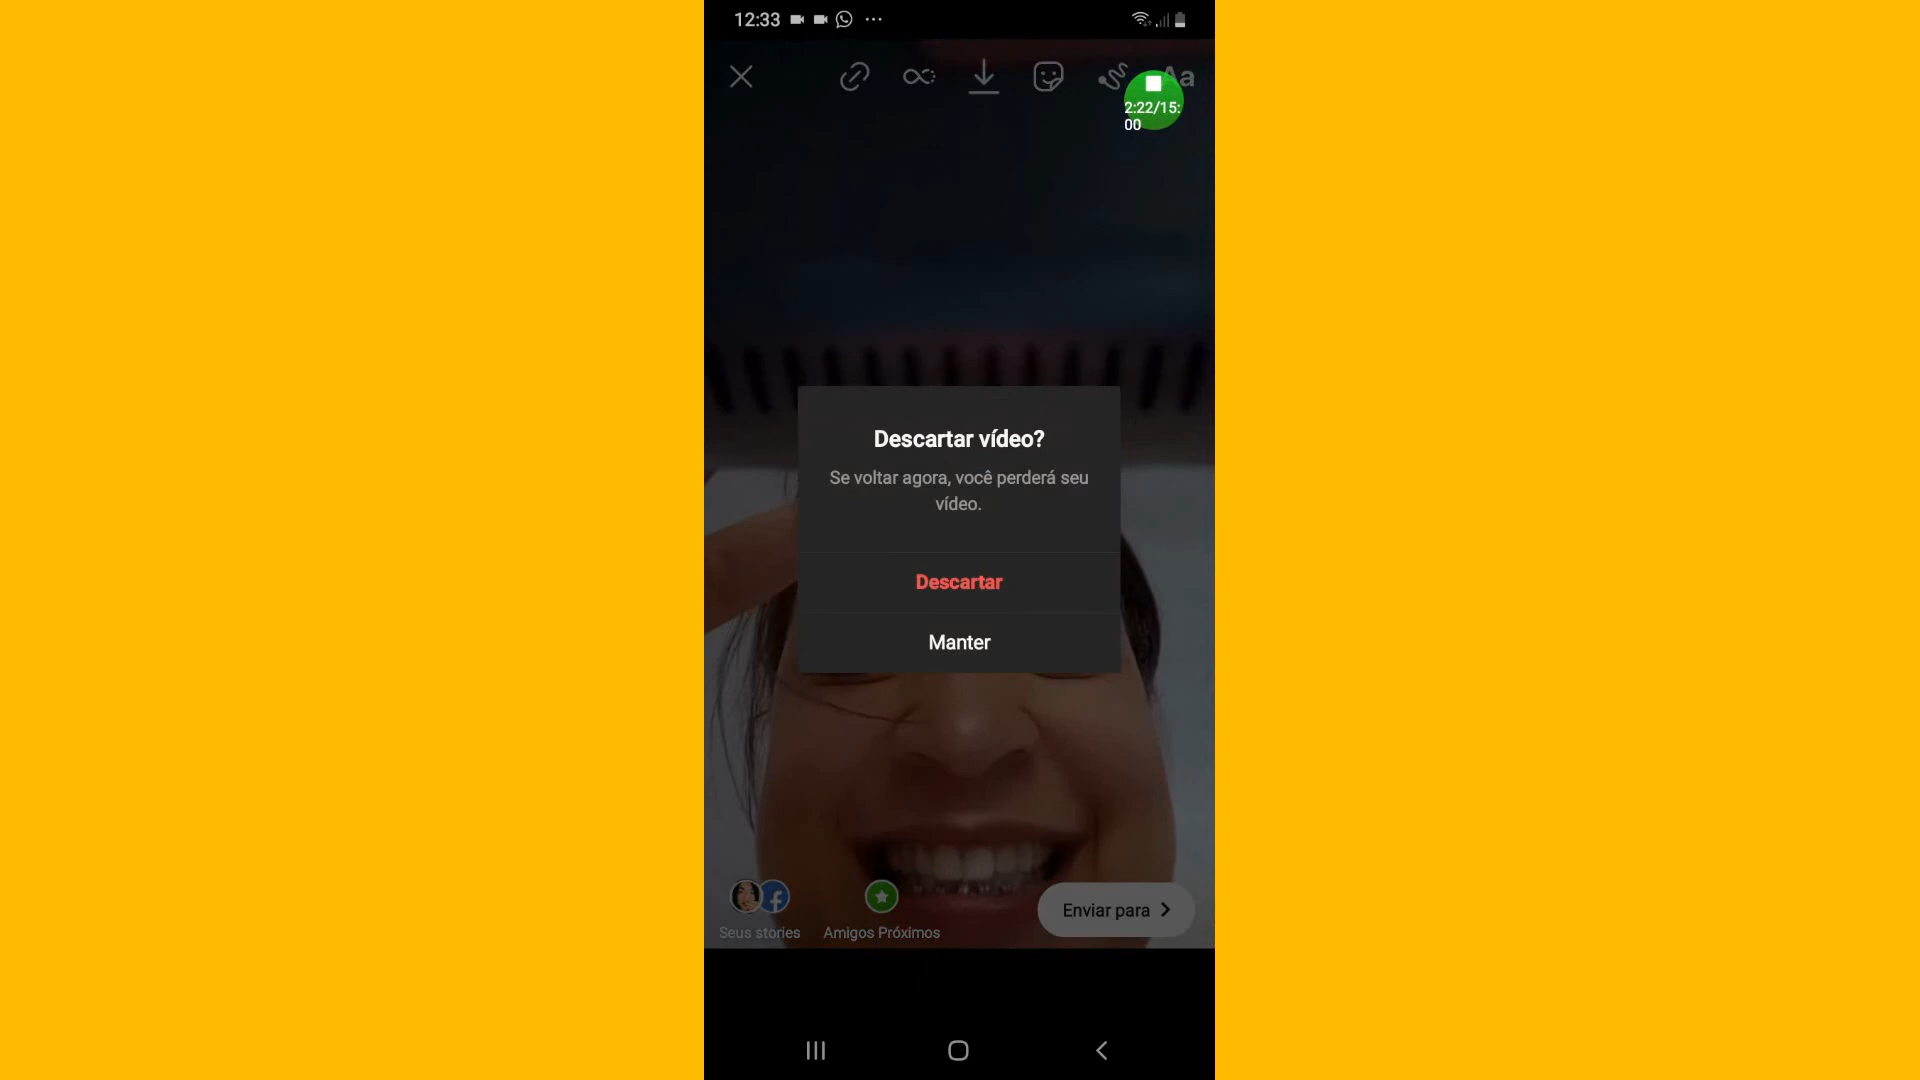 12:33
Aa
2:22/15:
00
Descartar vídeo?
Se voltar agora, você perderá seu
vídeo.
Descartar
Manter
Seus stories
Amigos Próximos
Enviar para